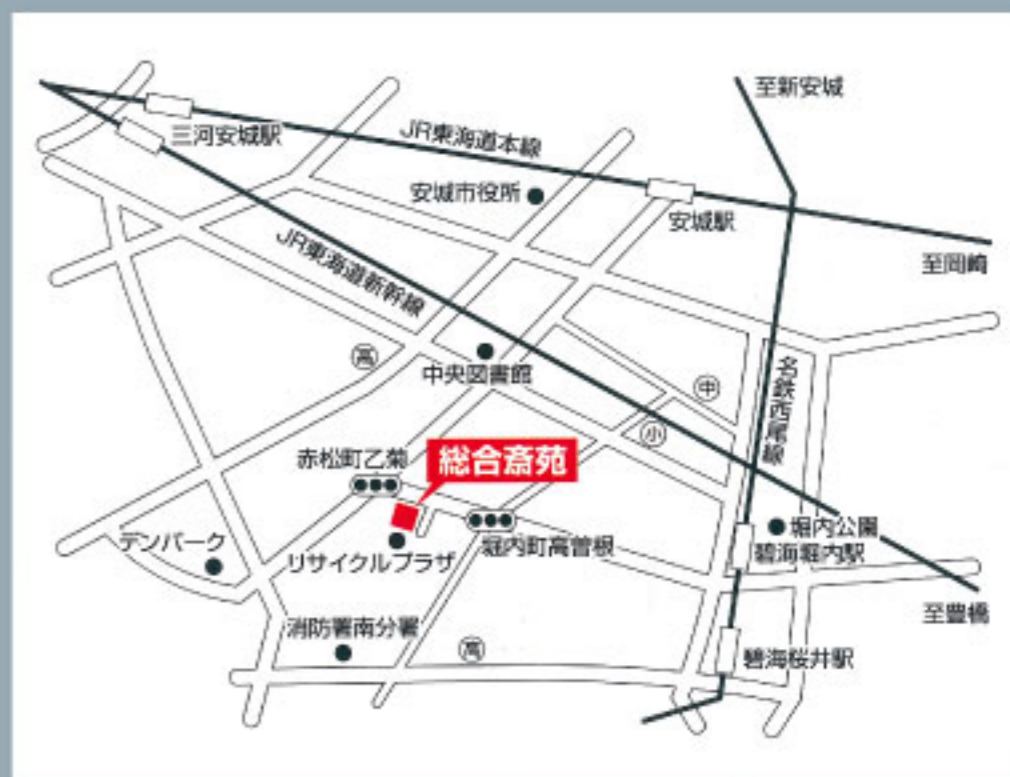 至新安城
三河安城駅
JR東海道本線
安城市役所
安城駅
至岡崎
JR東海道新幹線
高
中央図書館
中
名鉄西尾線
小
赤松町乙菊
総合斎苑
堀内公園
デンパーク
リサイクルプラザ
堀内町高曽根
碧海堀内駅
至豊橋
消防署南分署
高
碧海桜井駅